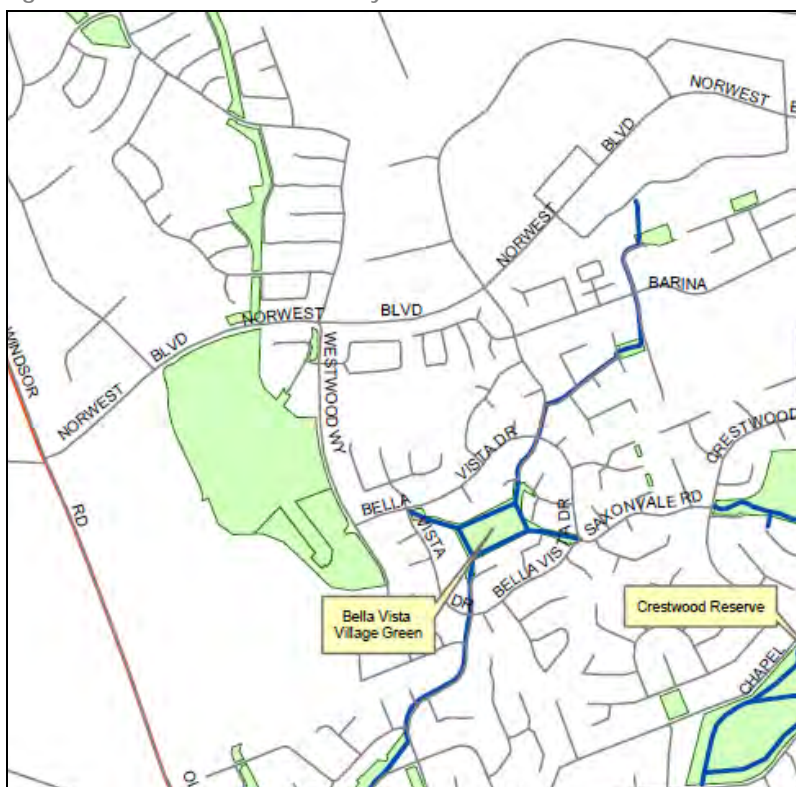 NORWEST
BLVD
NORWEST
BARINA
NORWEST
BLVD
BLVD
WINDSOR
NORWEST
WESTWOOD WY
CRESTWOOD
VISTA DR
BELLA
SAXONVALE RD
RD
VISTA
BELLA VISTA DR
DR
Bella Vista
Village Green
Crestwood Reserve
CHAPEL